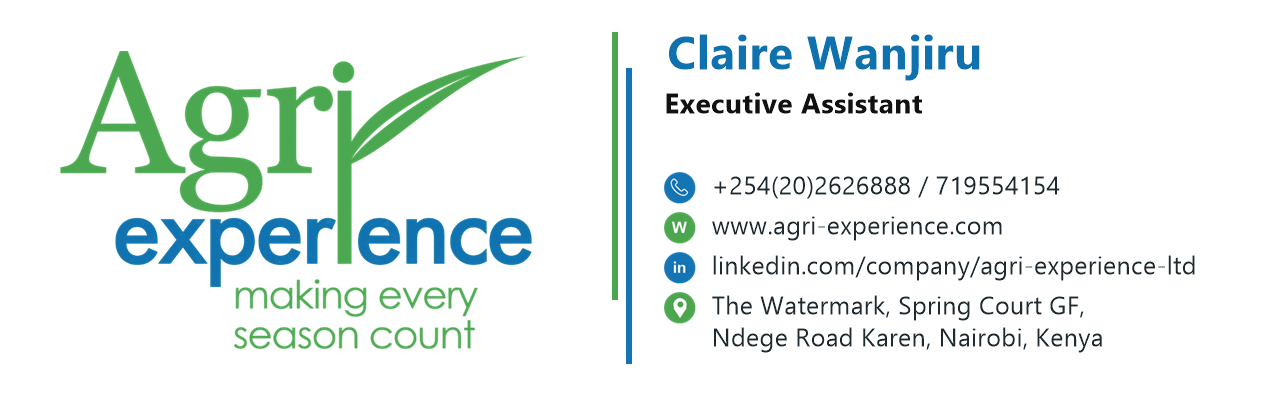 Agri
experience
making every
season count
Claire Wanjiru
Executive Assistant
+254(20)2626888 / 719554154
W www.agri-experience.com
in linkedin.com/company/agri-experience-ltd
The Watermark, Spring Court GF,
Ndege Road Karen, Nairobi, Kenya